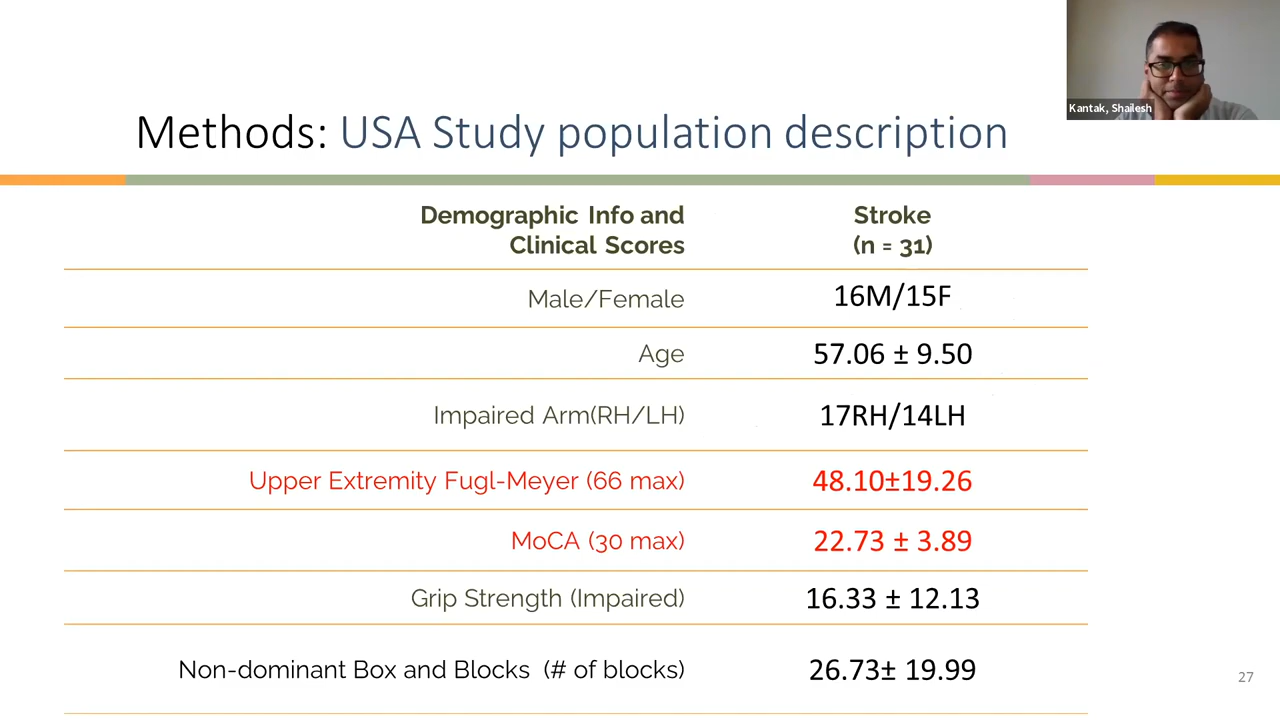 Kantak, Shailesh
Methods: USA Study population description
Demographic Info and
Clinical Scores
Stroke
(n = 31)
Male/Female 16M/15F
Age 57.06 ± 9.50
Impaired Arm(RH/LH) 17RH/14LH
Upper Extremity Fugl-Meyer (66 max) 48.10±19.26
MoCA (30 max) 22.73 ± 3.89
Grip Strength (Impaired) 16.33 ± 12.13
Non-dominant Box and Blocks (# of blocks) 26.73± 19.99
27